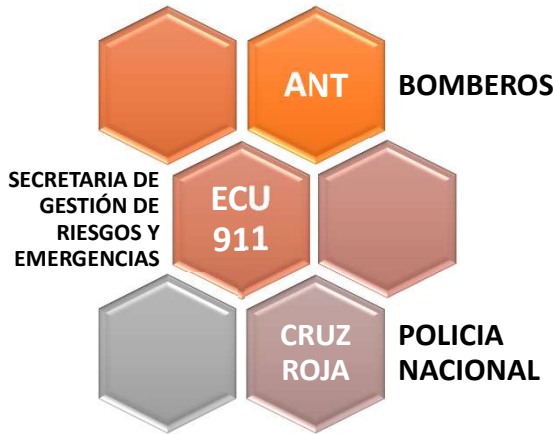 ANT
BOMBEROS
SECRETARIA DE
GESTIÓN DE
RIESGOS Y
EMERGENCIAS
ECU
911
CRUZ
ROJA
POLICIA
NACIONAL